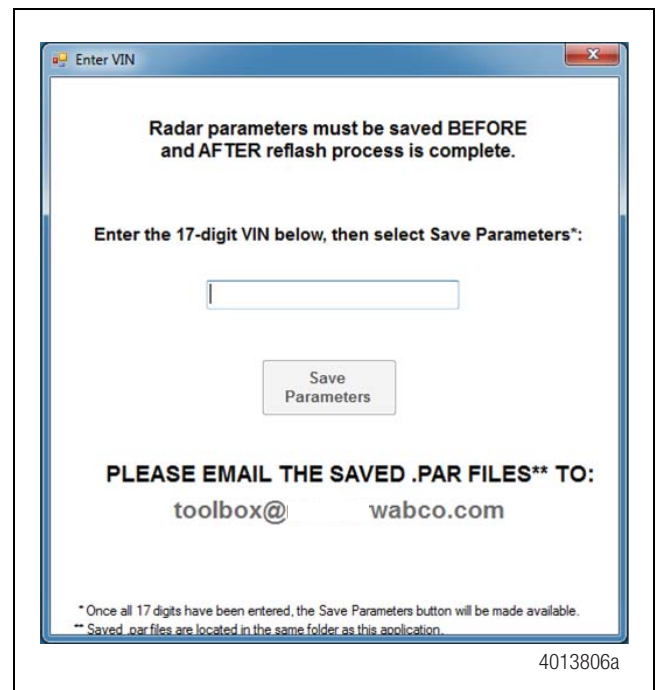 Enter VIN
Radar parameters must be saved BEFORE
and AFTER reflash process is complete.
Enter the 17-digit VIN below, then select Save Parameters*:
Save
Parameters
PLEASE EMAIL THE SAVED .PAR FILES** TO:
toolbox@ wabco.com
* Once all 17 digits have been entered, the Save Parameters button will be made available.
** Saved .par files are located in the same folder as this application.
4013806a